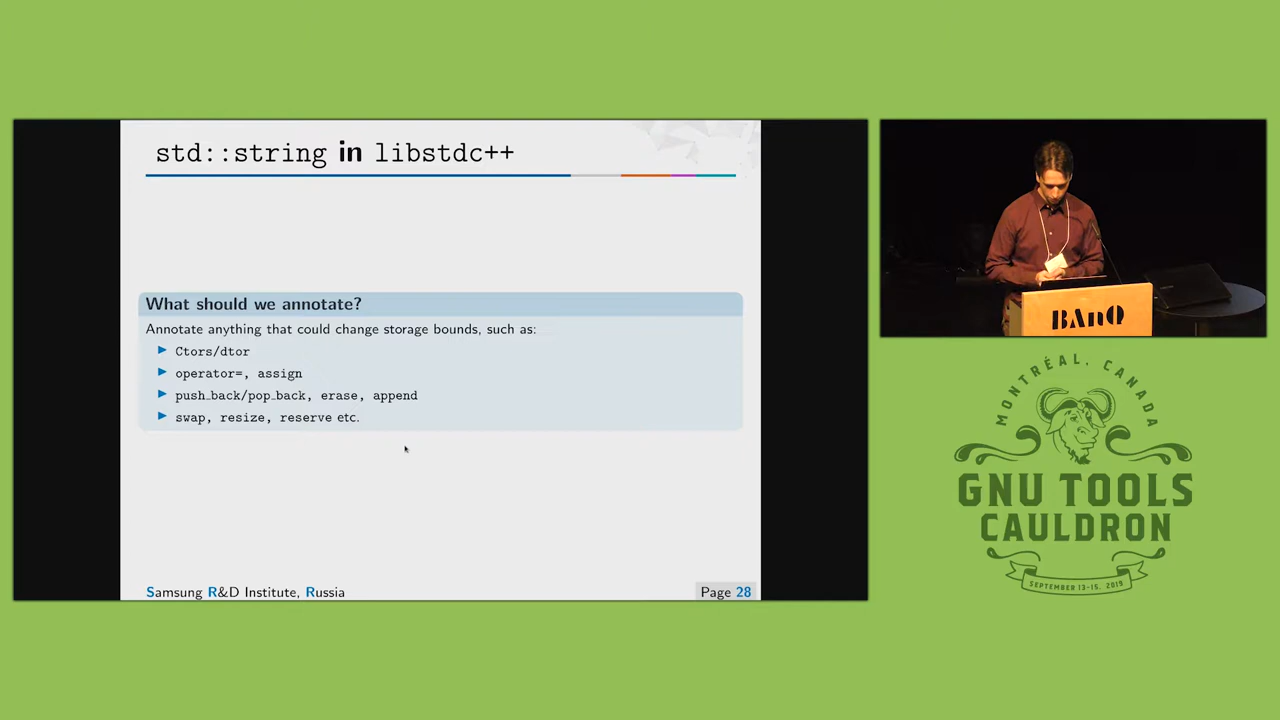 std::string in libstdc++
What should we annotate?
Annotate anything that could change storage bounds, such as:
Ctors/dtor
operator=, assign
push_back/pop_back, erase, append
swap, resize, reserve etc.
Samsung R&D Institute, Russia
Page 28
BAnQ
MONTRÉAL, CANADA
GNU TOOLS
CAULDRON
SEPTEMBER 13-15, 2019